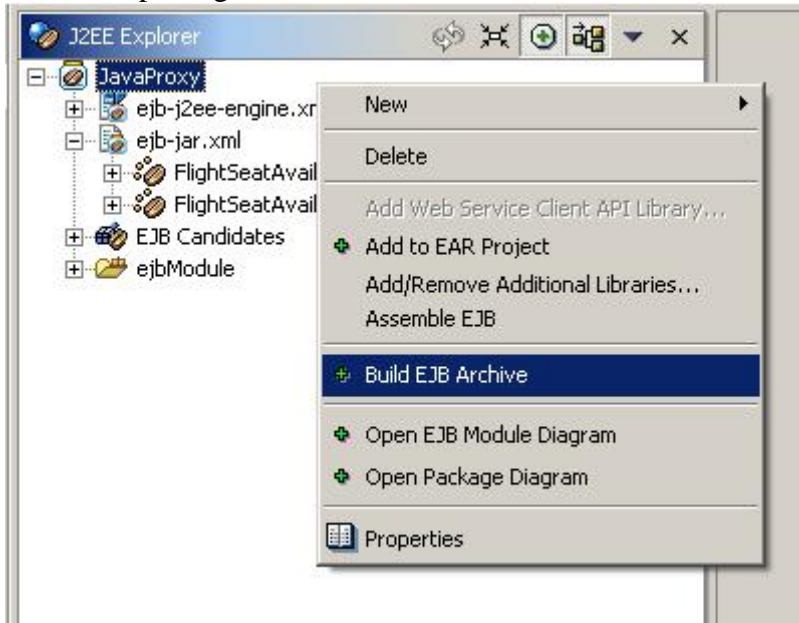 J2EE Explorer
JavaProxy
ejb-j2ee-engine.xr
ejb-jar.xml
FlightSeatAvail
FlightSeatAvail
EJB Candidates
ejbModule
New
Delete
Add Web Service Client API Library...
Add to EAR Project
Add/Remove Additional Libraries...
Assemble EJB
Build EJB Archive
Open EJB Module Diagram
Open Package Diagram
Properties